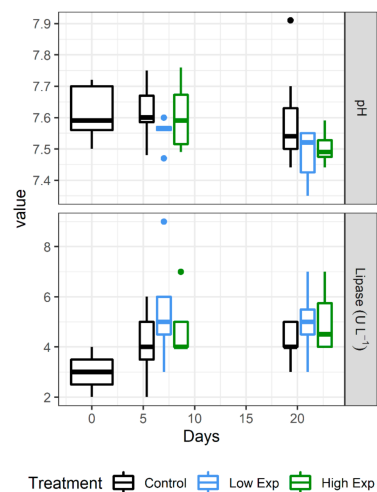 7.9
7.8
7.7
7.6
7.5
7.4
pH
value
8
6
4
2
Lipase (U L⁻¹)
0 5 10 15 20
Days
Treatment Control Low Exp High Exp